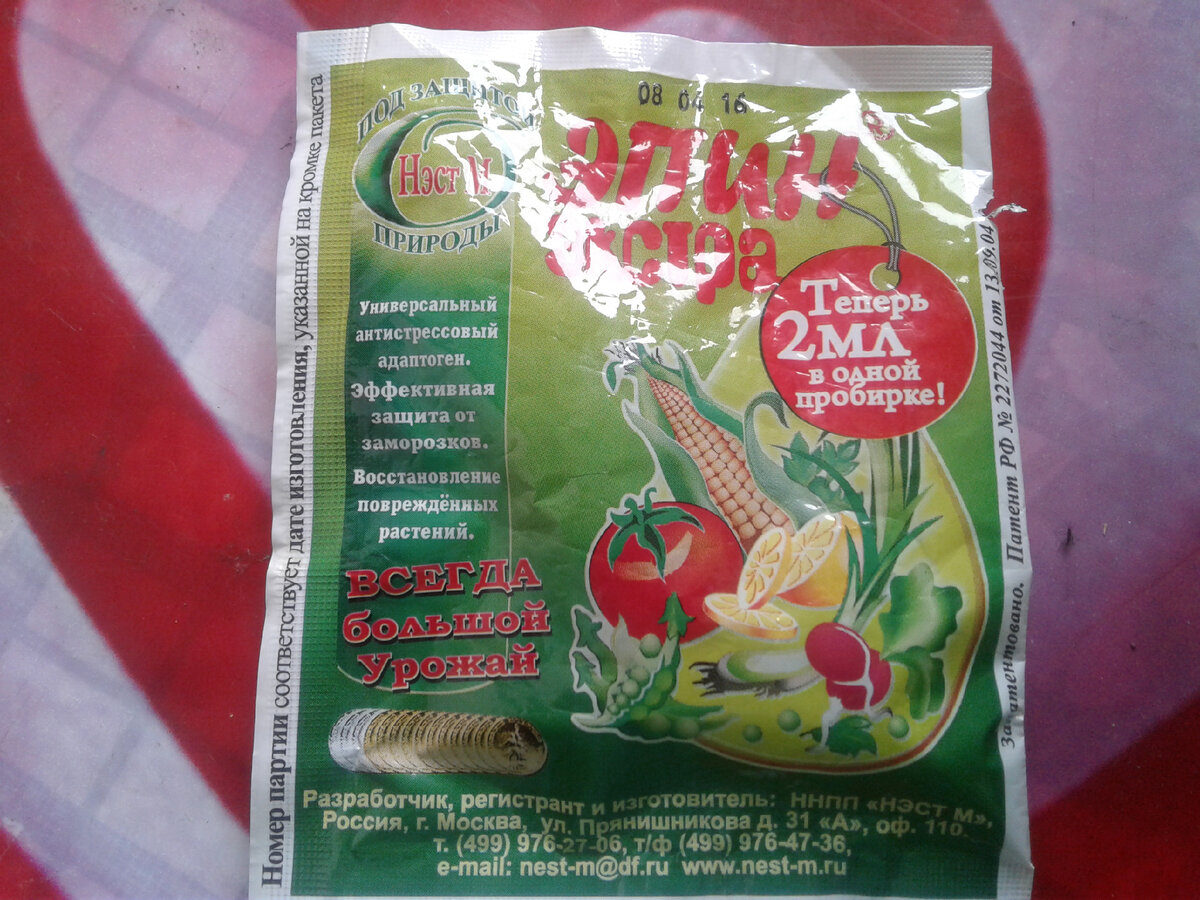 08 04 16
ПОД ЗАЩИТОЙ
Нэст М
ПРИРОДЫ
эпин
экстра
Теперь
2мл
в одной
пробирке!
Универсальный
антистрессовый
адаптоген.
Эффективная
защита от
заморозков.
Восстановление
повреждённых
растений.
ВСЕГДА
большой
Урожай
Номер партии соответствует дате изготовления, указанной на кромке пакета
Запатентовано, Патент РФ № 2272044 от 13.09.04
Разработчик, регистрант и изготовитель: ННПП «НЭСТ М»,
Россия, г. Москва, ул. Прянишникова д. 31 «А», оф. 110.
т. (499) 976-27-06, т/ф (499) 976-47-36,
e-mail: nest-m@df.ru www.nest-m.ru